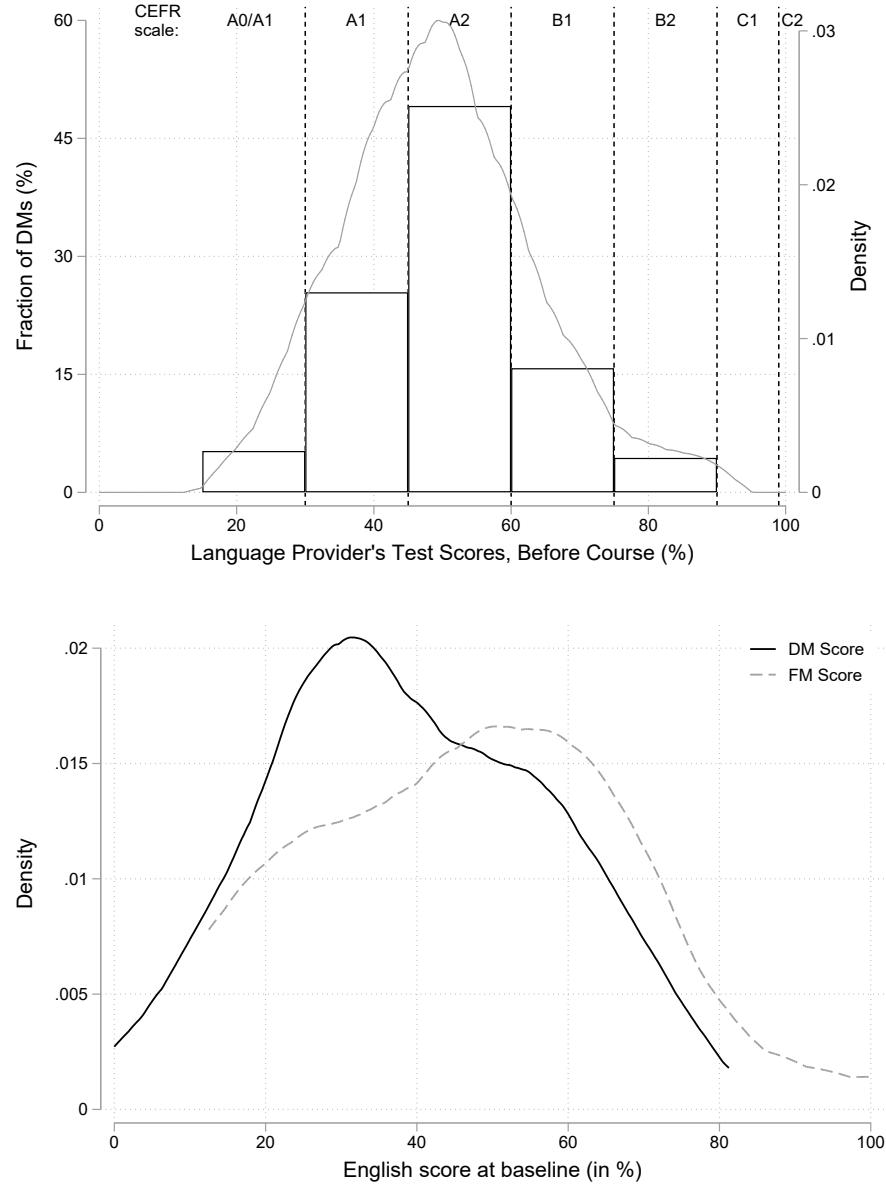 CEFR
scale:
A0/A1 A1 A2 B1 B2 C1 C2
60
45
30
15
0
.03
.02
.01
0
Fraction of DMs (%)
Density
0 20 40 60 80 100
Language Provider's Test Scores, Before Course (%)
DM Score
FM Score
.02
.015
.01
.005
0
Density
0 20 40 60 80 100
English score at baseline (in %)